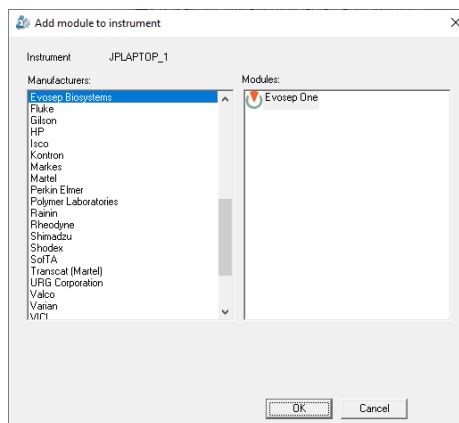 Add module to instrument
Instrument JPLAPTOP_1
Manufacturers:
Evosep Biosystems
Fluke
Gilson
HP
Isco
Kontron
Markes
Martel
Perkin Elmer
Polymer Laboratories
Rainin
Rheodyne
Shimadzu
Shodex
SofTA
Transcat (Martel)
URG Corporation
Valco
Varian
VICI
Modules:
Evosep One
OK Cancel